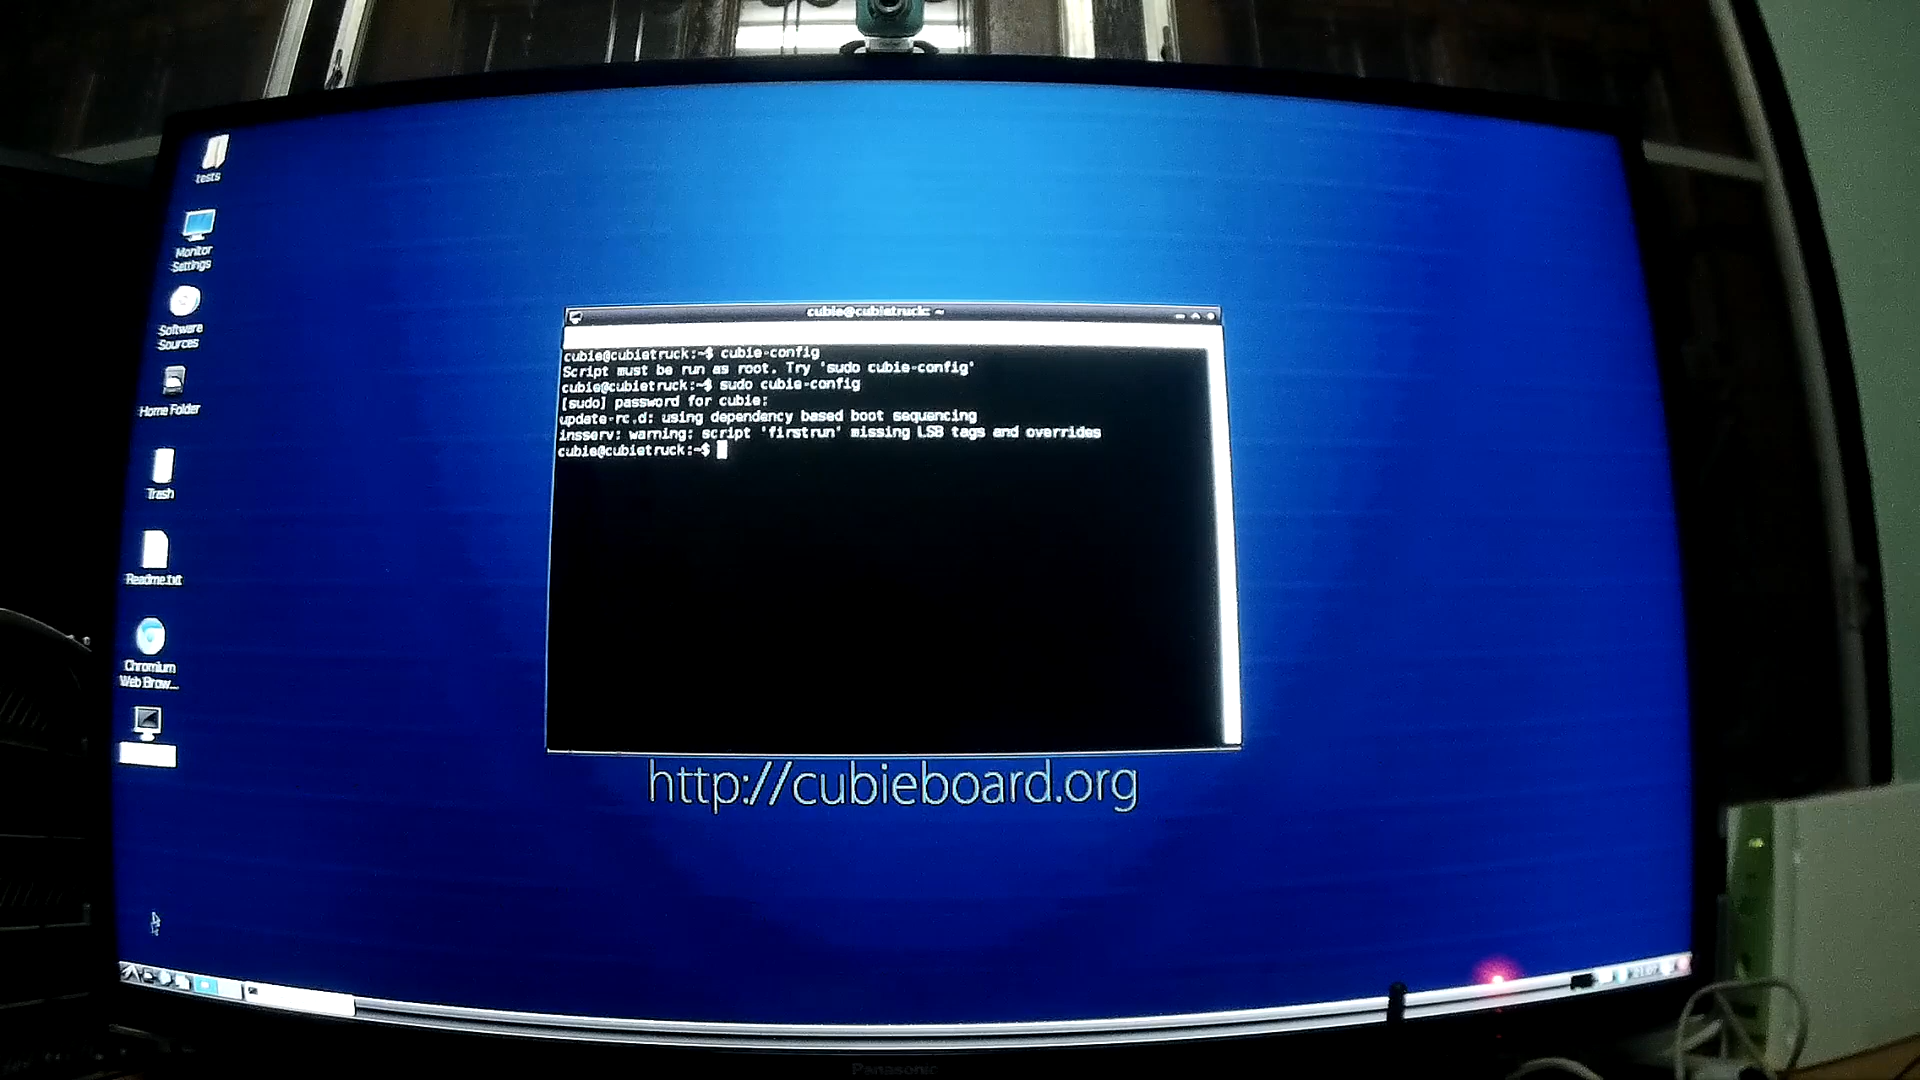 tests
Monitor
Settings
Software
Sources
Home Folder
Trash
Readme.txt
Chromium
Web Brow...
cubie@cubietruck: ~
cubie@cubietruck:~$ cubie-config
Script must be run as root. Try 'sudo cubie-config'
cubie@cubietruck:~$ sudo cubie-config
[sudo] password for cubie:
update-rc.d: using dependency based boot sequencing
insserv: warning: script 'firstrun' missing LSB tags and overrides
cubie@cubietruck:~$
http://cubieboard.org
Panasonic